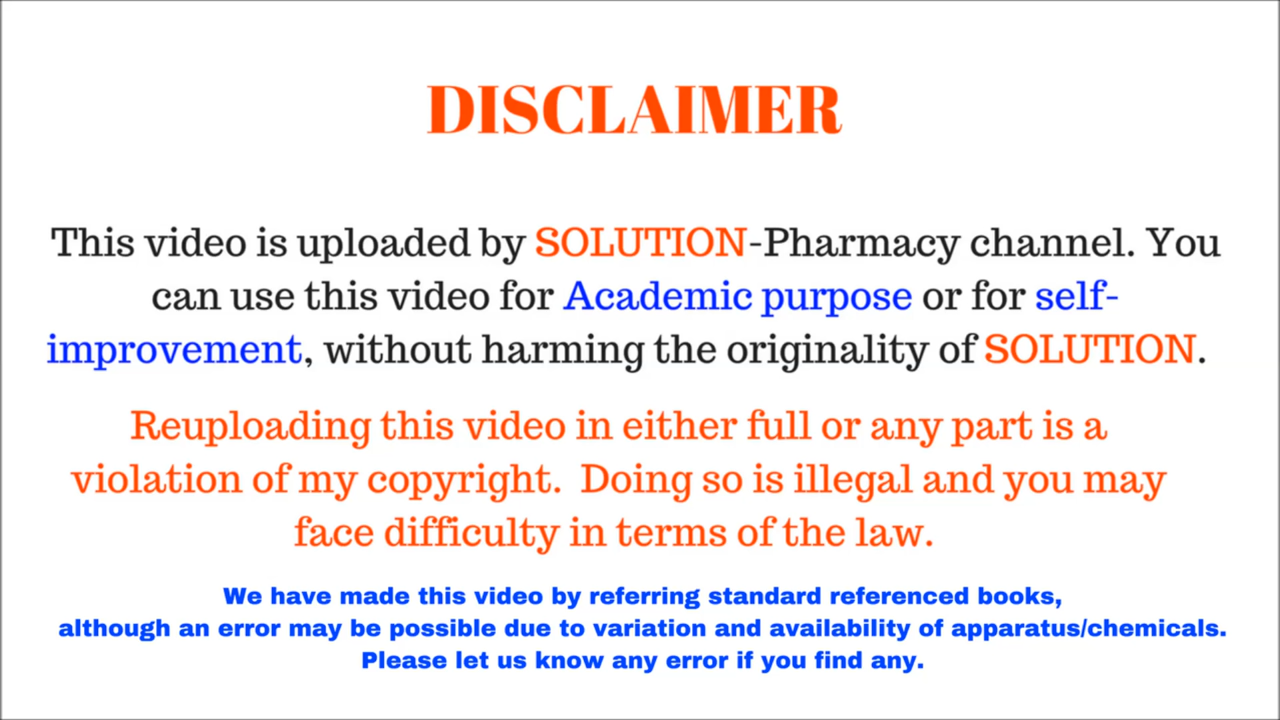 DISCLAIMER
This video is uploaded by SOLUTION-Pharmacy channel. You
can use this video for Academic purpose or for self-
improvement, without harming the originality of SOLUTION.
Reuploading this video in either full or any part is a
violation of my copyright.  Doing so is illegal and you may
face difficulty in terms of the law.
We have made this video by referring standard referenced books,
although an error may be possible due to variation and availability of apparatus/chemicals.
Please let us know any error if you find any.